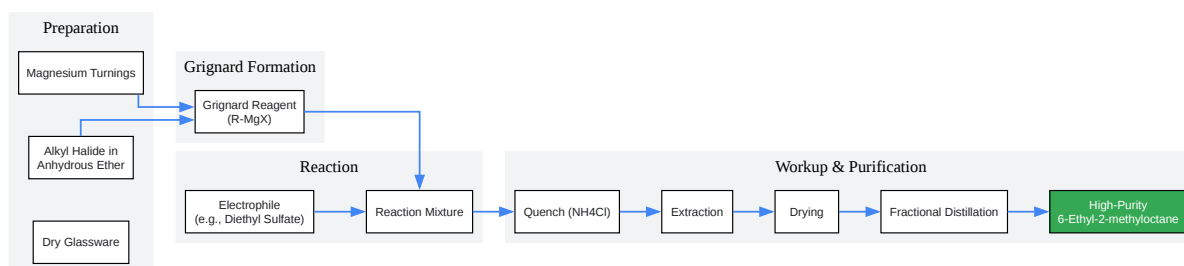 Preparation
Magnesium Turnings
Alkyl Halide in
Anhydrous Ether
Dry Glassware
Grignard Formation
Grignard Reagent
(R-MgX)
Reaction
Electrophile
(e.g., Diethyl Sulfate)
Reaction Mixture
Workup & Purification
Quench (NH4Cl)
Extraction
Drying
Fractional Distillation
High-Purity
6-Ethyl-2-methyloctane